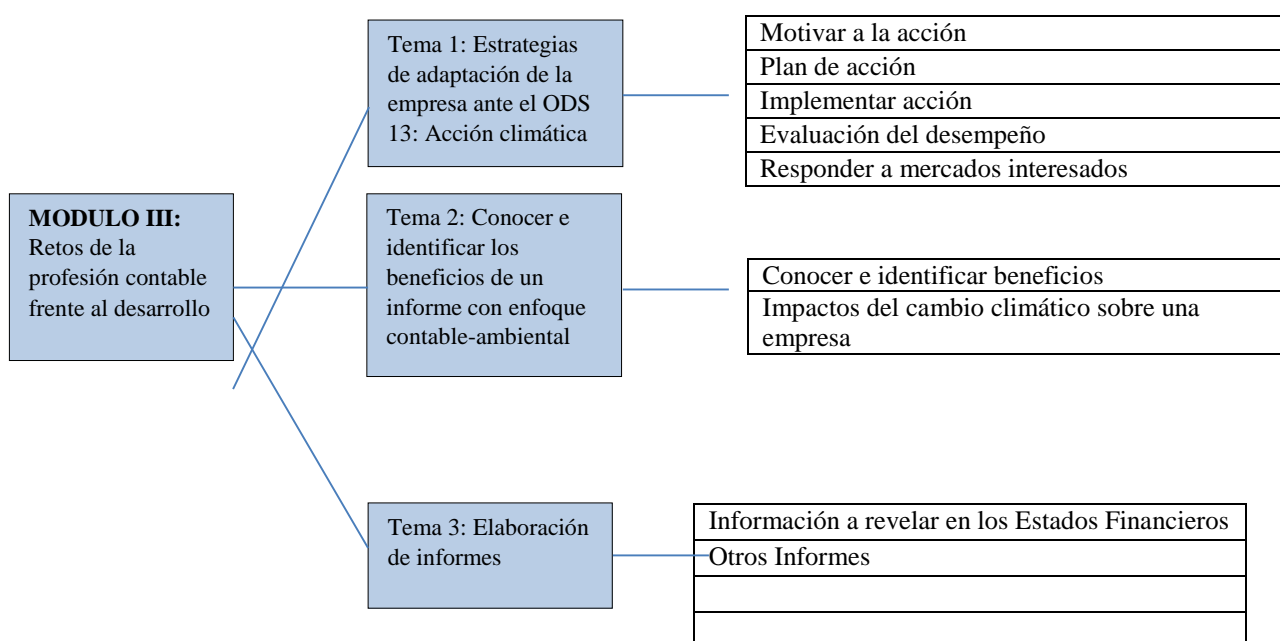 MODULO III:
Retos de la
profesión contable
frente al desarrollo
Tema 1: Estrategias
de adaptación de la
empresa ante el ODS
13: Acción climática
Motivar a la acción
Plan de acción
Implementar acción
Evaluación del desempeño
Responder a mercados interesados
Tema 2: Conocer e
identificar los
beneficios de un
informe con enfoque
contable-ambiental
Conocer e identificar beneficios
Impactos del cambio climático sobre una
empresa
Tema 3: Elaboración
de informes
Información a revelar en los Estados Financieros
Otros Informes